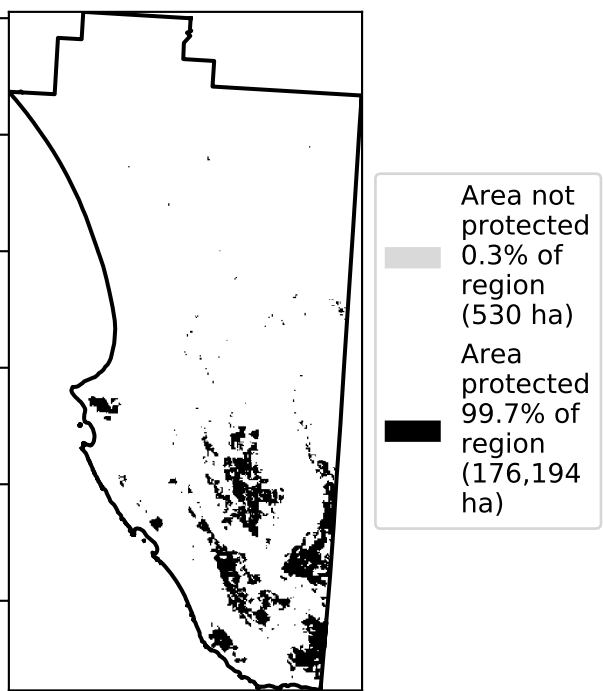 Area not
protected
0.3% of
region
(530 ha)
Area
protected
99.7% of
region
(176,194
ha)